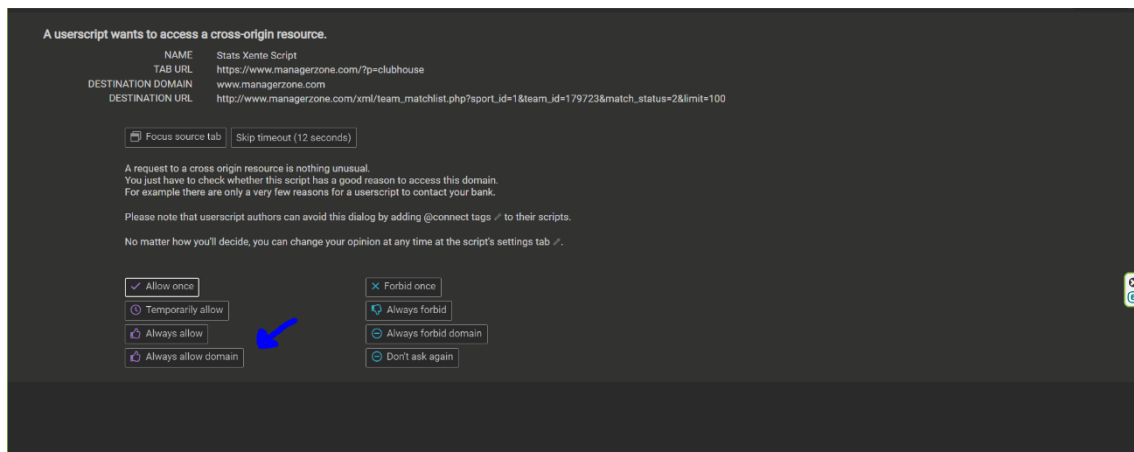 A userscript wants to access a cross-origin resource.
NAME Stats Xente Script
TAB URL https://www.managerzone.com/?p=clubhouse
DESTINATION DOMAIN www.managerzone.com
DESTINATION URL http://www.managerzone.com/xml/team_matchlist.php?sport_id=1&team_id=179723&match_status=2&limit=100
Focus source tab Skip timeout (12 seconds)
A request to a cross origin resource is nothing unusual.
You just have to check whether this script has a good reason to access this domain.
For example there are only a very few reasons for a userscript to contact your bank.
Please note that userscript authors can avoid this dialog by adding @connect tags to their scripts.
No matter how you'll decide, you can change your opinion at any time at the script's settings tab .
Allow once Forbid once
Temporarily allow Always forbid
Always allow Always forbid domain
Always allow domain Don't ask again